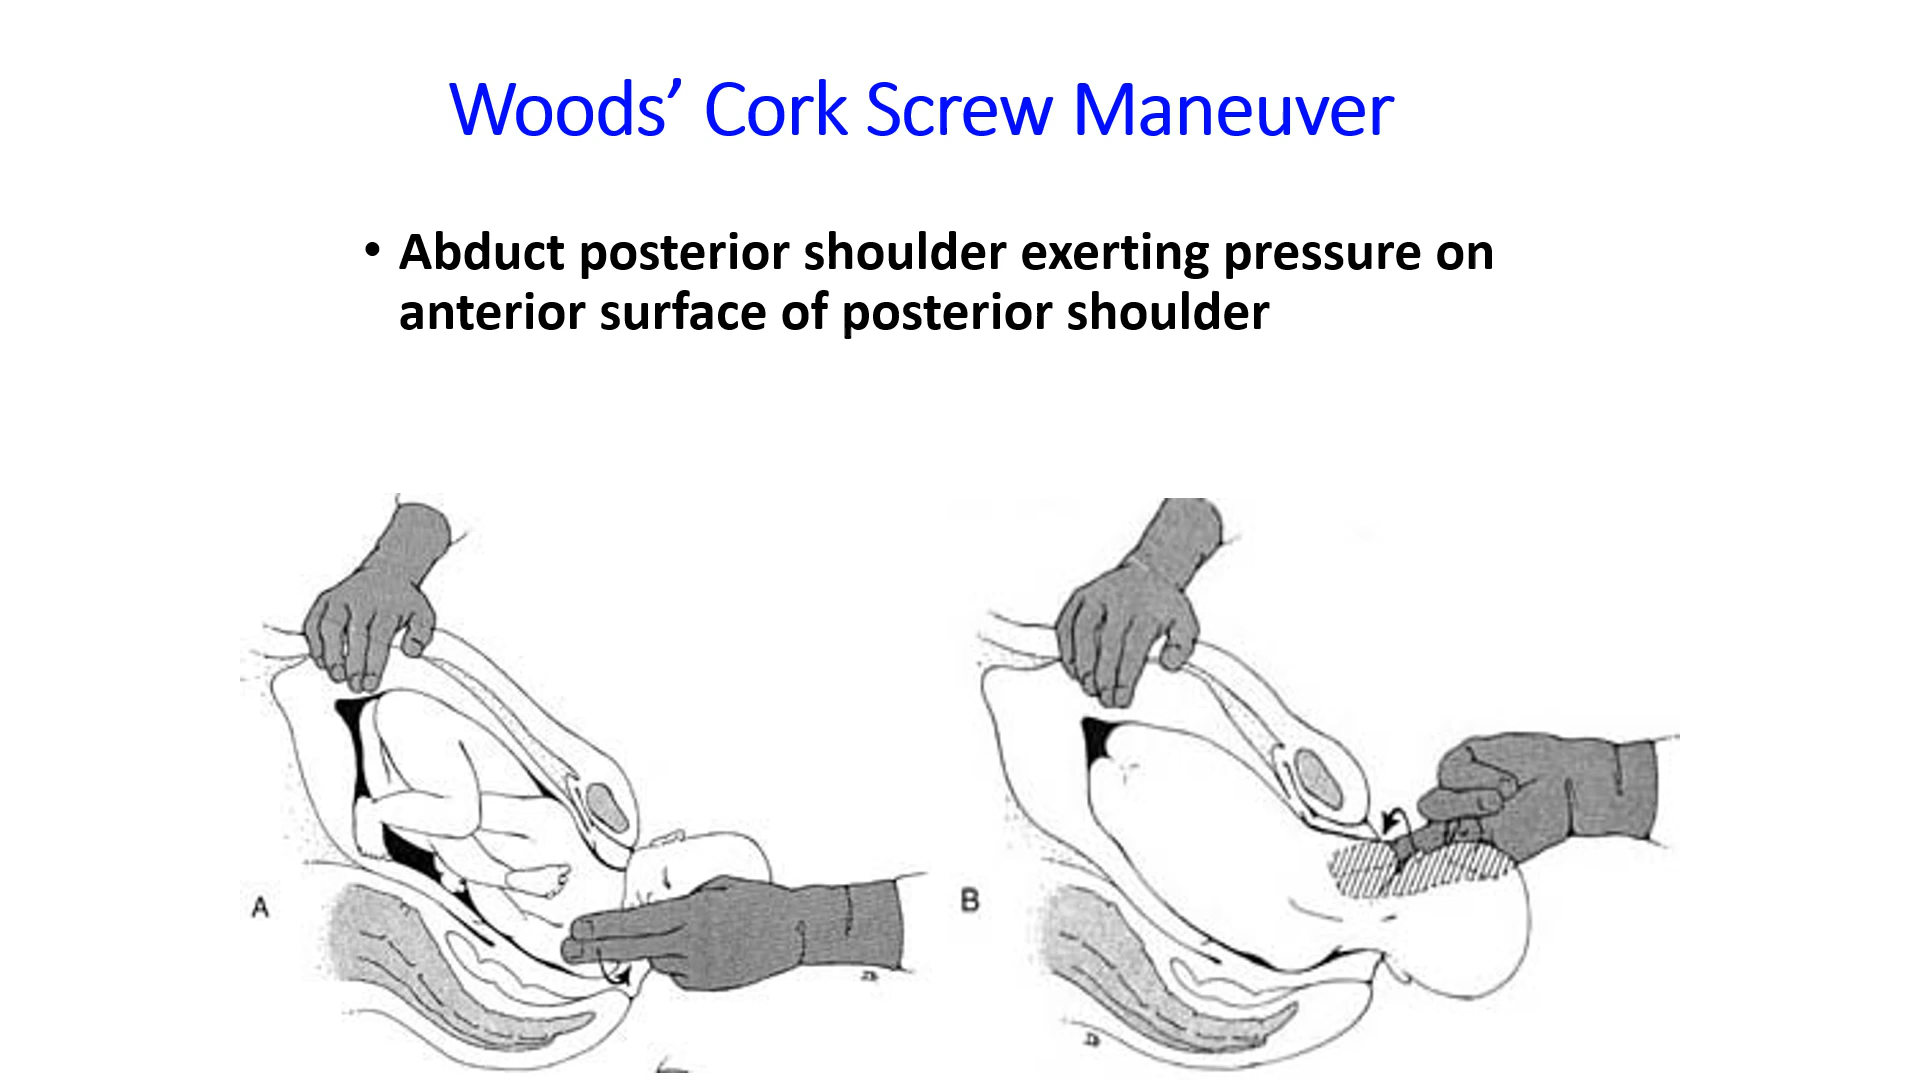 Woods’ Cork Screw Maneuver
• Abduct posterior shoulder exerting pressure on
anterior surface of posterior shoulder
A
B